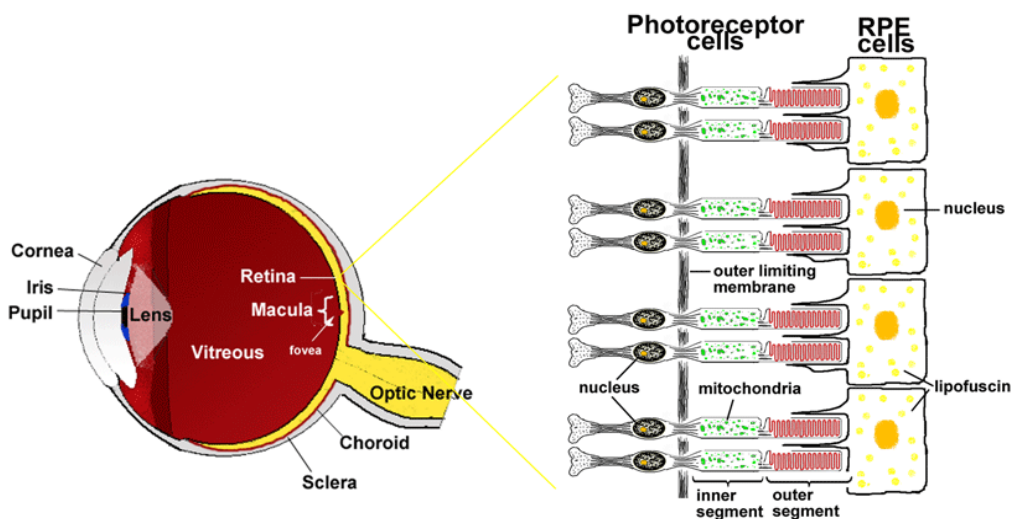 Photoreceptor
cells
RPE
cells
Cornea
Iris
Pupil
Lens
Retina
Macula
fovea
Vitreous
Optic Nerve
Choroid
Sclera
nucleus
outer limiting
membrane
nucleus
mitochondria
lipofuscin
inner
segment
outer
segment